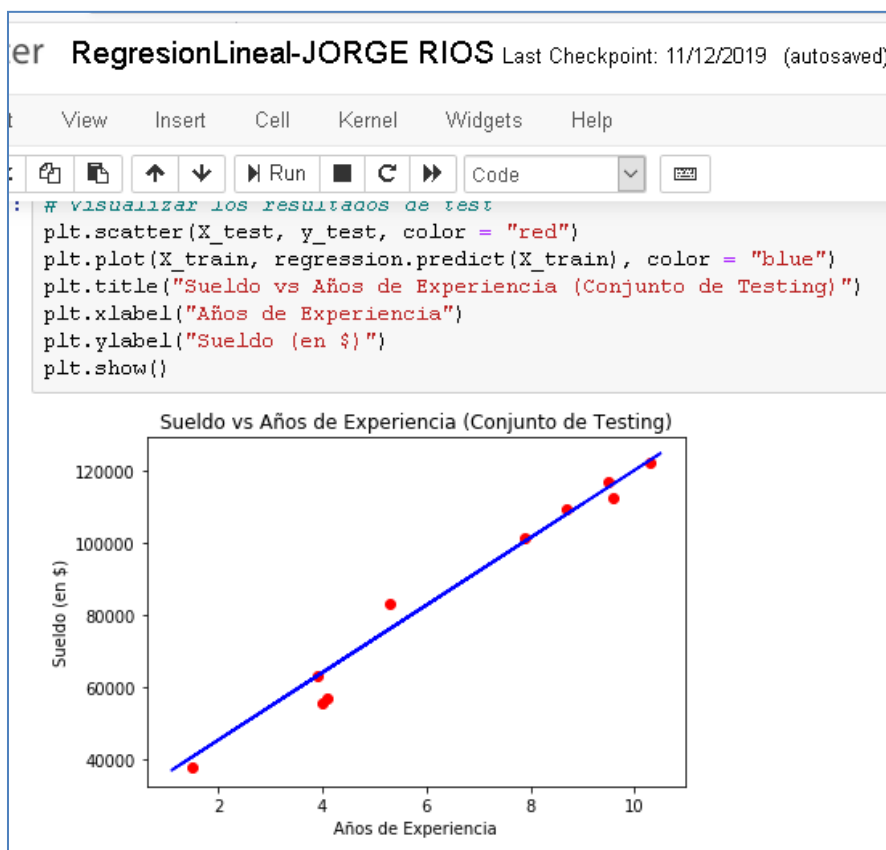 er RegresionLineal-JORGE RIOS Last Checkpoint: 11/12/2019 (autosaved)
View Insert Cell Kernel Widgets Help
Run Code
: # Visualizar los resultados de test
plt.scatter(X_test, y_test, color = "red")
plt.plot(X_train, regression.predict(X_train), color = "blue")
plt.title("Sueldo vs Años de Experiencia (Conjunto de Testing)")
plt.xlabel("Años de Experiencia")
plt.ylabel("Sueldo (en $)")
plt.show()
Sueldo vs Años de Experiencia (Conjunto de Testing)
120000
100000
80000
60000
40000
Sueldo (en $)
2 4 6 8 10
Años de Experiencia